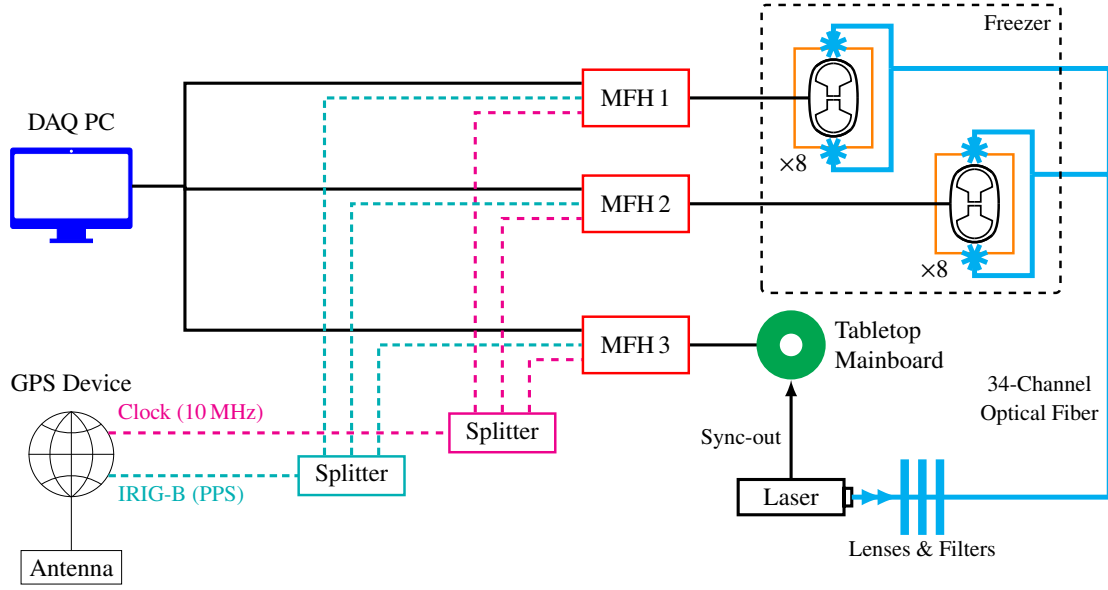 Freezer
DAQ PC
MFH 1
×8
MFH 2
×8
MFH 3
Tabletop
Mainboard
GPS Device
34-Channel
Optical Fiber
Clock (10 MHz)
Splitter
Sync-out
Splitter
IRIG-B (PPS)
Laser
Lenses & Filters
Antenna